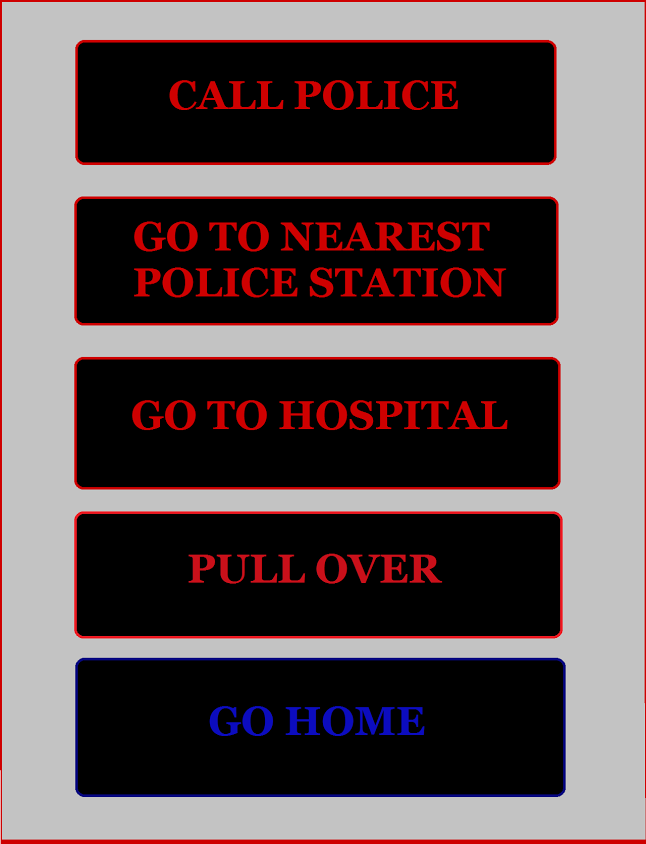 CALL POLICE
GO TO NEAREST
POLICE STATION
GO TO HOSPITAL
PULL OVER
GO HOME